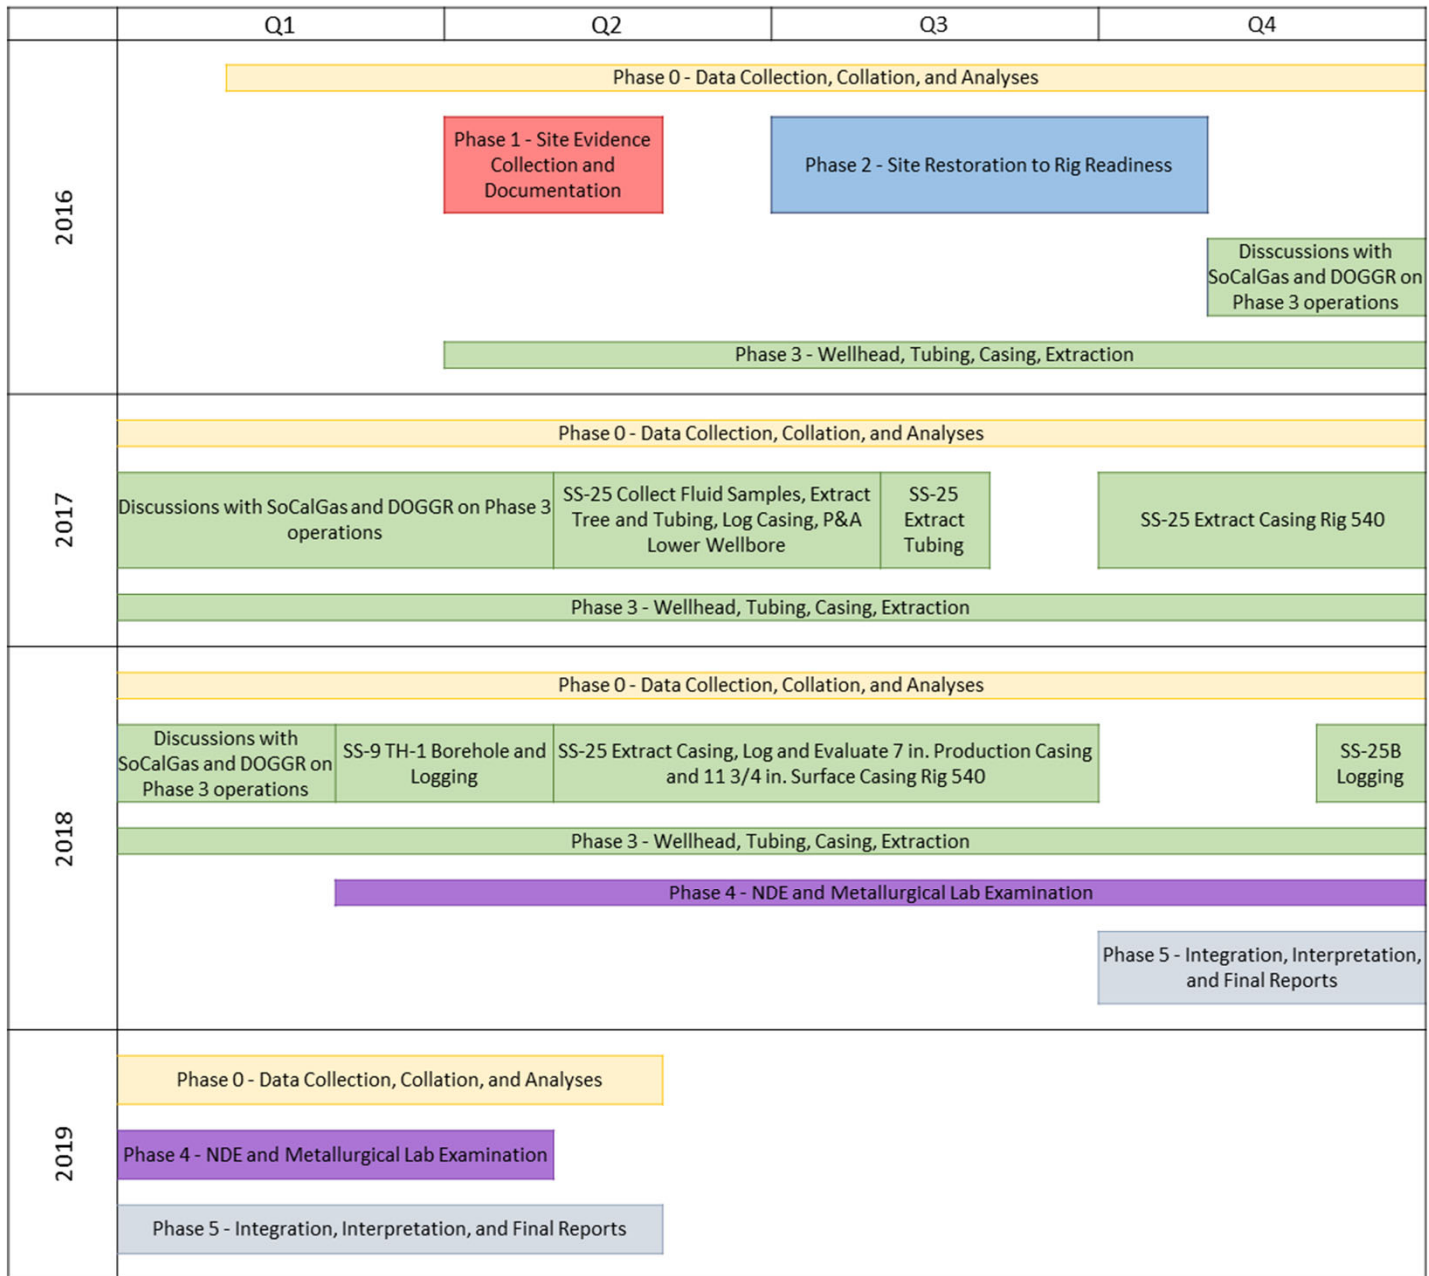 Q1 Q2 Q3 Q4
2016
Phase 0 - Data Collection, Collation, and Analyses
Phase 1 - Site Evidence
Collection and
Documentation
Phase 2 - Site Restoration to Rig Readiness
Disscussions with
SoCalGas and DOGGR on
Phase 3 operations
Phase 3 - Wellhead, Tubing, Casing, Extraction
2017
Phase 0 - Data Collection, Collation, and Analyses
Discussions with SoCalGas and DOGGR on Phase 3
operations
SS-25 Collect Fluid Samples, Extract
Tree and Tubing, Log Casing, P&A
Lower Wellbore
SS-25
Extract
Tubing
SS-25 Extract Casing Rig 540
Phase 3 - Wellhead, Tubing, Casing, Extraction
2018
Phase 0 - Data Collection, Collation, and Analyses
Discussions with
SoCalGas and DOGGR on
Phase 3 operations
SS-9 TH-1 Borehole and
Logging
SS-25 Extract Casing, Log and Evaluate 7 in. Production Casing
and 11 3/4 in. Surface Casing Rig 540
SS-25B
Logging
Phase 3 - Wellhead, Tubing, Casing, Extraction
Phase 4 - NDE and Metallurgical Lab Examination
Phase 5 - Integration, Interpretation,
and Final Reports
2019
Phase 0 - Data Collection, Collation, and Analyses
Phase 4 - NDE and Metallurgical Lab Examination
Phase 5 - Integration, Interpretation, and Final Reports